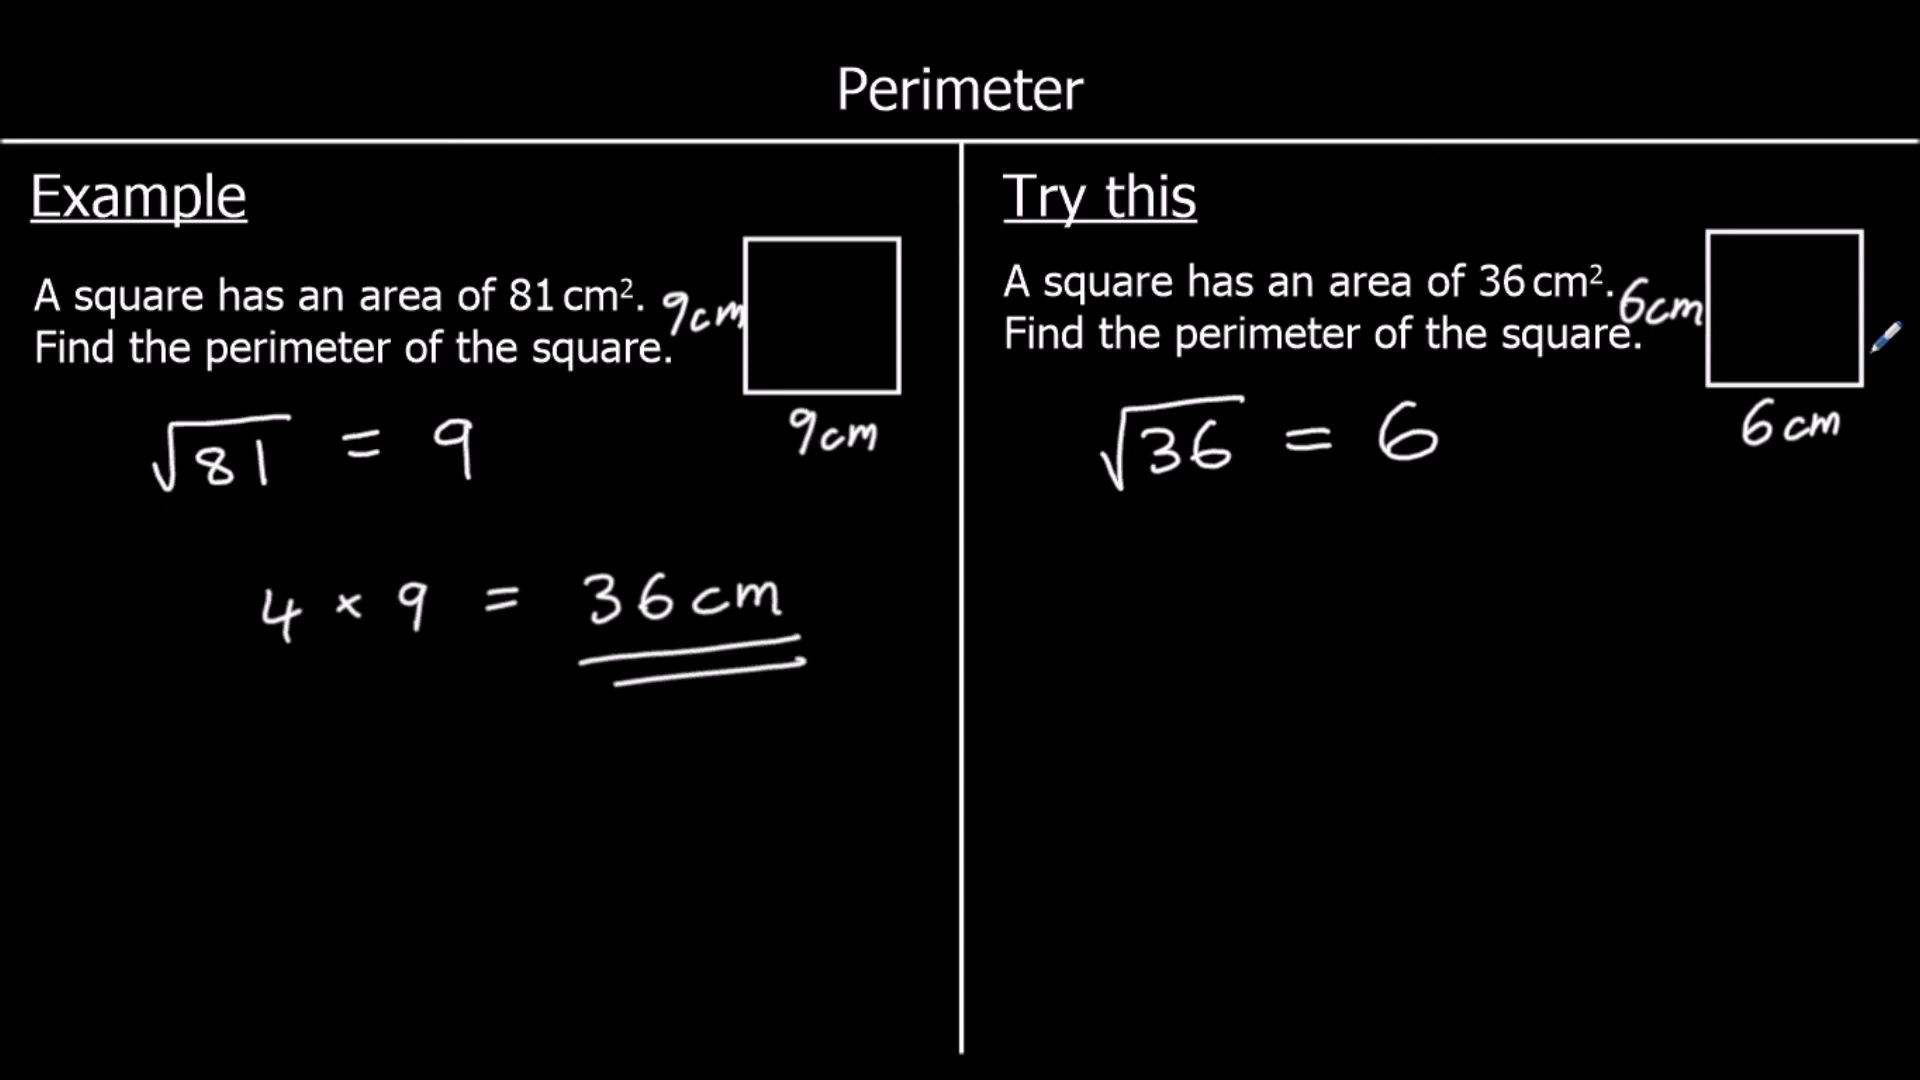 Perimeter
Example
A square has an area of 81 cm².
Find the perimeter of the square.
9cm
9cm
√81 = 9
4 × 9 = 36cm
Try this
A square has an area of 36 cm².
Find the perimeter of the square.
6cm
6cm
√36 = 6